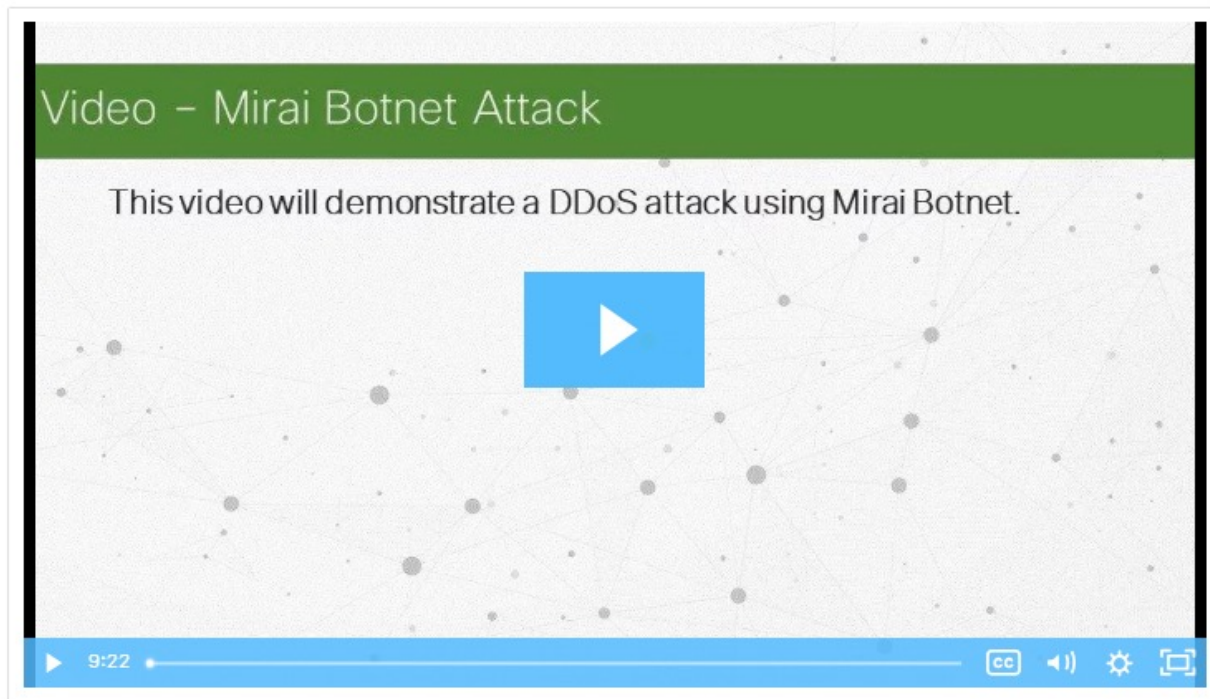 Video – Mirai Botnet Attack
This video will demonstrate a DDoS attack using Mirai Botnet.
9:22
CC